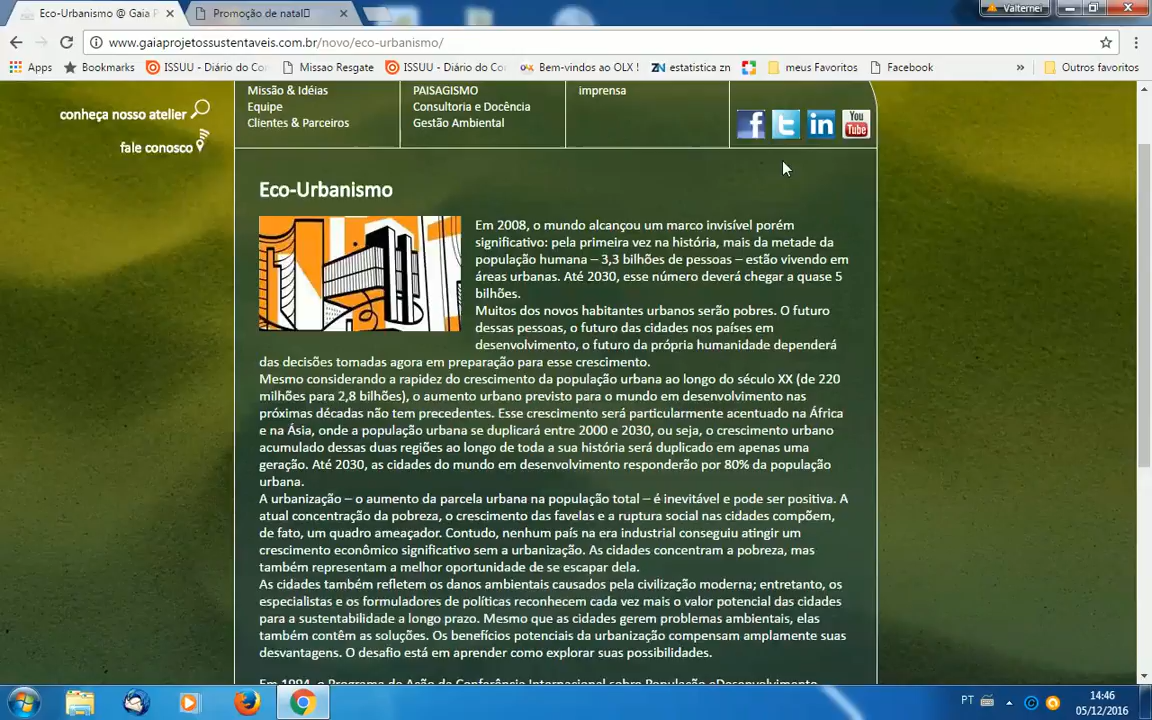 Eco-Urbanismo @ Gaia P
Promoção de natal
Valternei
www.gaiaprojetossustentaveis.com.br/novo/eco-urbanismo/
Apps
Bookmarks
ISSUU - Diário do Co
Missao Resgate
ISSUU - Diário do Co
Bem-vindos ao OLX !
ZN estatistica zn
meus Favoritos
Facebook
»
Outros favoritos
conheça nosso atelier
fale conosco
Missão & Idéias
Equipe
Clientes & Parceiros
PAISAGISMO
Consultoria e Docência
Gestão Ambiental
imprensa
You
Tube
Eco-Urbanismo
Em 2008, o mundo alcançou um marco invisível porém
significativo: pela primeira vez na história, mais da metade da
população humana – 3,3 bilhões de pessoas – estão vivendo em
áreas urbanas. Até 2030, esse número deverá chegar a quase 5
bilhões.
Muitos dos novos habitantes urbanos serão pobres. O futuro
dessas pessoas, o futuro das cidades nos países em
desenvolvimento, o futuro da própria humanidade dependerá
das decisões tomadas agora em preparação para esse crescimento.
Mesmo considerando a rapidez do crescimento da população urbana ao longo do século XX (de 220
milhões para 2,8 bilhões), o aumento urbano previsto para o mundo em desenvolvimento nas
próximas décadas não tem precedentes. Esse crescimento será particularmente acentuado na África
e na Ásia, onde a população urbana se duplicará entre 2000 e 2030, ou seja, o crescimento urbano
acumulado dessas duas regiões ao longo de toda a sua história será duplicado em apenas uma
geração. Até 2030, as cidades do mundo em desenvolvimento responderão por 80% da população
urbana.
A urbanização – o aumento da parcela urbana na população total – é inevitável e pode ser positiva. A
atual concentração da pobreza, o crescimento das favelas e a ruptura social nas cidades compõem,
de fato, um quadro ameaçador. Contudo, nenhum país na era industrial conseguiu atingir um
crescimento econômico significativo sem a urbanização. As cidades concentram a pobreza, mas
também representam a melhor oportunidade de se escapar dela.
As cidades também refletem os danos ambientais causados pela civilização moderna; entretanto, os
especialistas e os formuladores de políticas reconhecem cada vez mais o valor potencial das cidades
para a sustentabilidade a longo prazo. Mesmo que as cidades gerem problemas ambientais, elas
também contêm as soluções. Os benefícios potenciais da urbanização compensam amplamente suas
desvantagens. O desafio está em aprender como explorar suas possibilidades.
Em 1994, o Programa de Ação da Conferência Internacional sobre População eDesenvolvimento
PT
14:46
05/12/2016